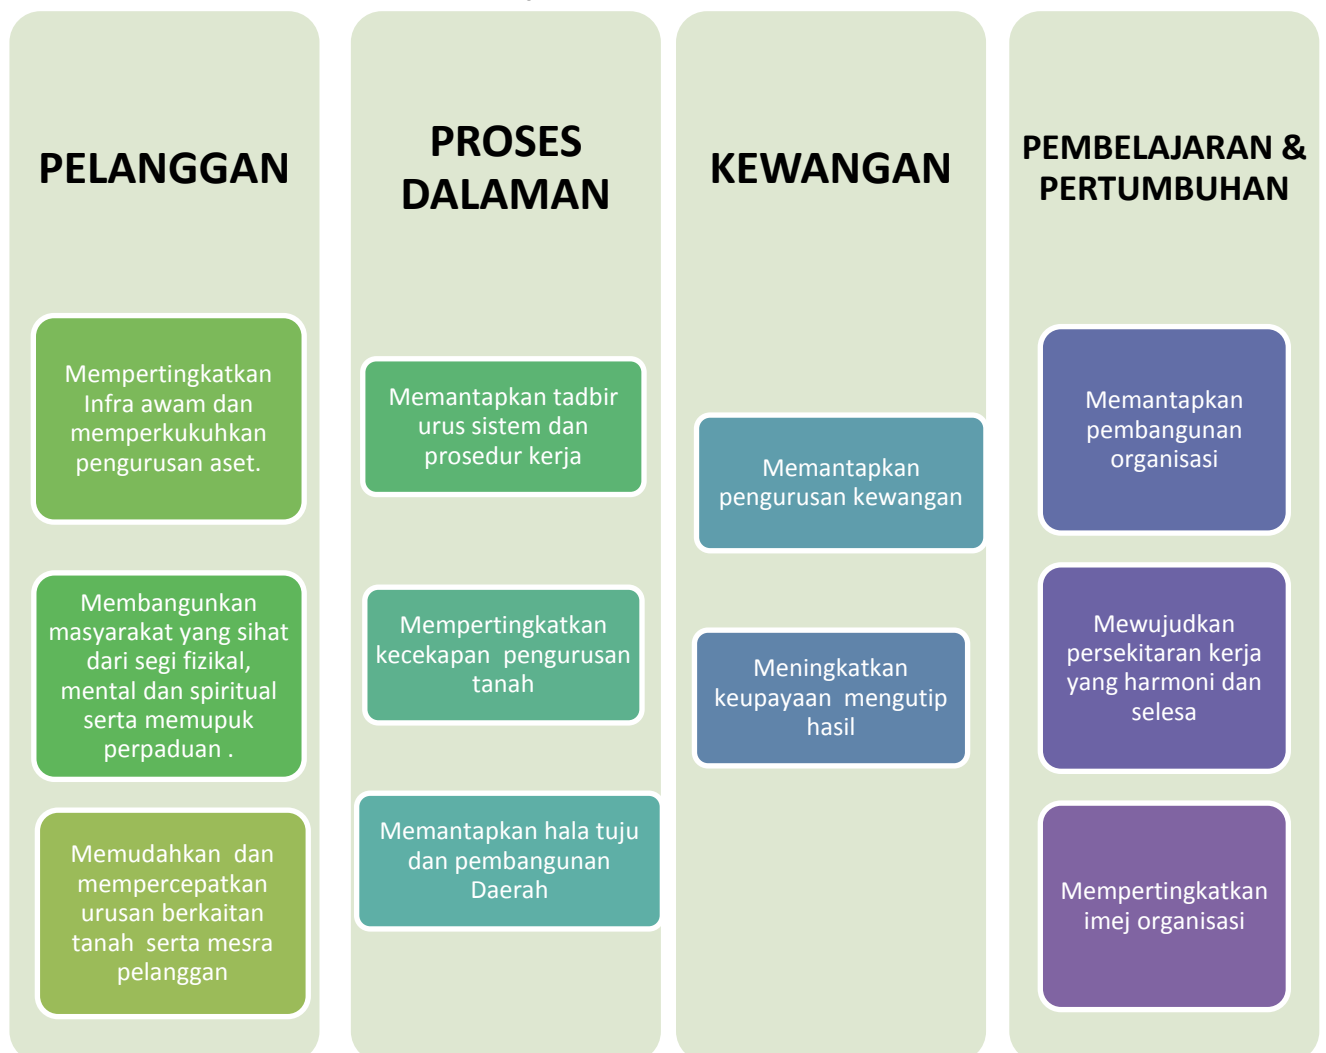 PELANGGAN
Mempertingkatkan
Infra awam dan
memperkukuhkan
pengurusan aset.
Membangunkan
masyarakat yang sihat
dari segi fizikal,
mental dan spiritual
serta memupuk
perpaduan .
Memudahkan dan
mempercepatkan
urusan berkaitan
tanah serta mesra
pelanggan
PROSES
DALAMAN
Memantapkan tadbir
urus sistem dan
prosedur kerja
Mempertingkatkan
kecekapan pengurusan
tanah
Memantapkan hala tuju
dan pembangunan
Daerah
KEWANGAN
Memantapkan
pengurusan kewangan
Meningkatkan
keupayaan mengutip
hasil
PEMBELAJARAN &
PERTUMBUHAN
Memantapkan
pembangunan
organisasi
Mewujudkan
persekitaran kerja
yang harmoni dan
selesa
Mempertingkatkan
imej organisasi